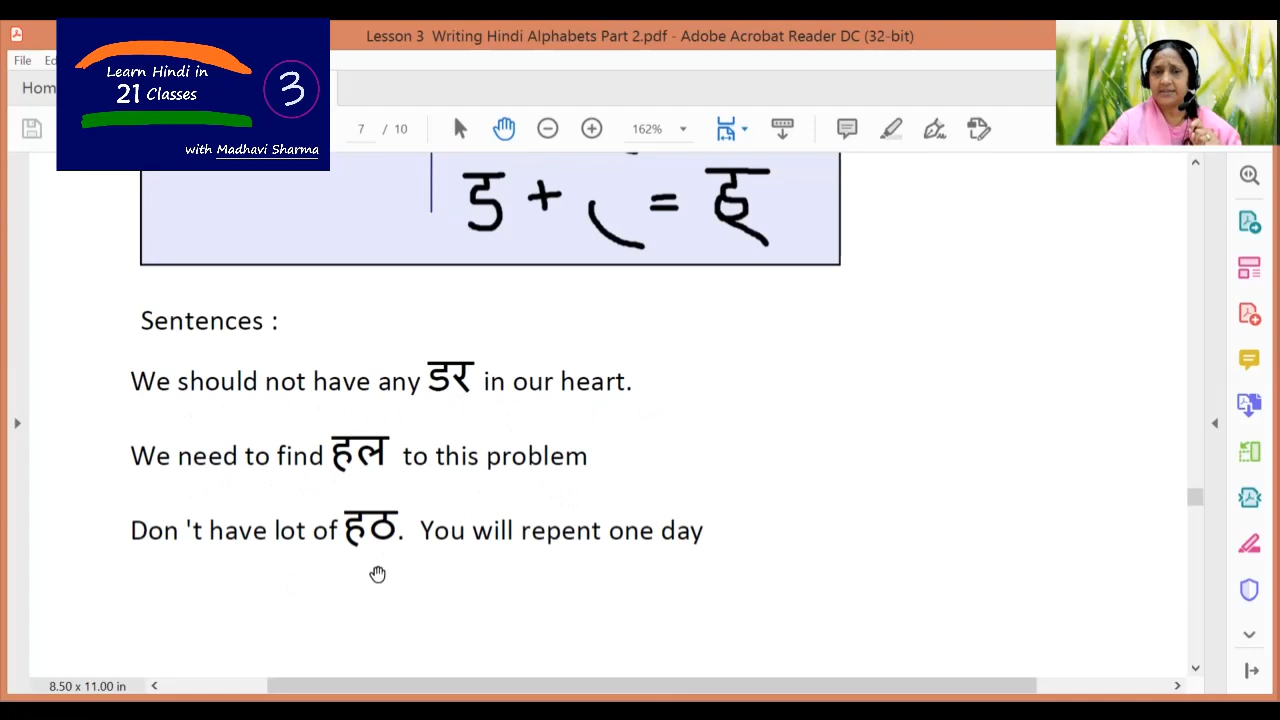 Lesson 3 Writing Hindi Alphabets Part 2.pdf - Adobe Acrobat Reader DC (32-bit)
File
Learn Hindi in
21 Classes
3
with Madhavi Sharma
7 / 10
162%
ड + = ह
Sentences :
We should not have any डर in our heart.
We need to find हल to this problem
Don 't have lot of हठ. You will repent one day
8.50 x 11.00 in